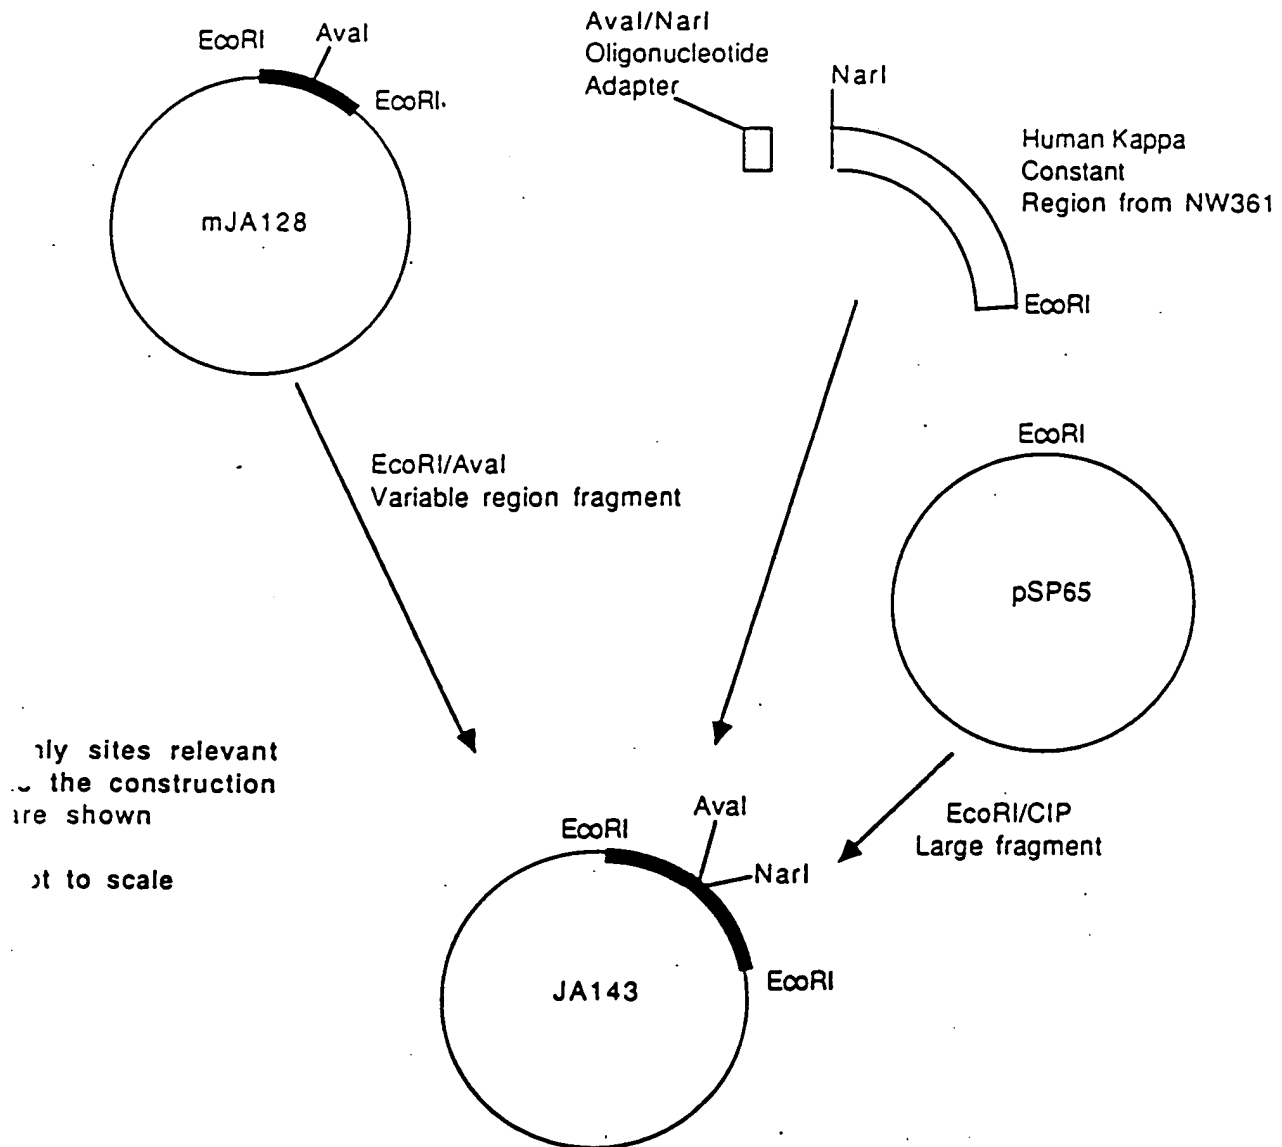 EcoRI
AvaI
EcoRI.
mJA128
AvaI/NarI
Oligonucleotide
Adapter
NarI
Human Kappa
Constant
Region from NW361
EcoRI
EcoRI/AvaI
Variable region fragment
EcoRI
pSP65
sites relevant
the construction
shown
to scale
EcoRI/CIP
Large fragment
EcoRI
AvaI
NarI
EcoRI
JA143